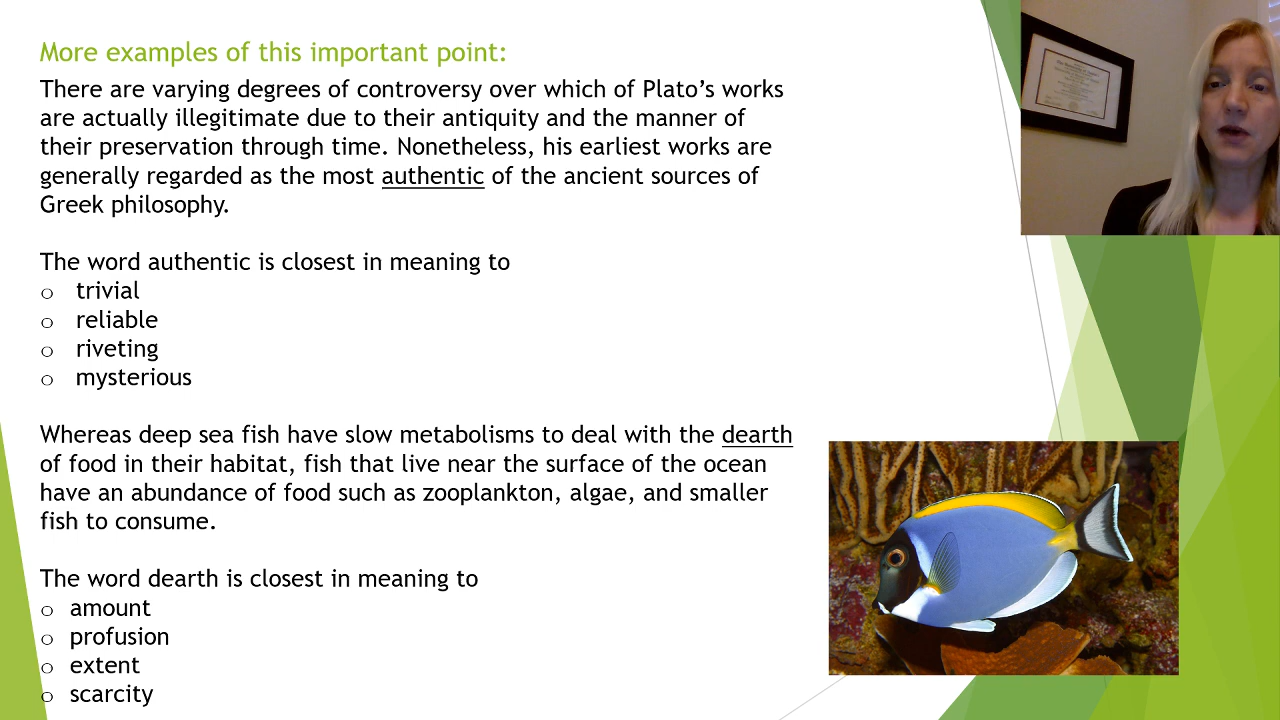 More examples of this important point:
There are varying degrees of controversy over which of Plato's works
are actually illegitimate due to their antiquity and the manner of
their preservation through time. Nonetheless, his earliest works are
generally regarded as the most authentic of the ancient sources of
Greek philosophy.
The word authentic is closest in meaning to
o trivial
o reliable
o riveting
o mysterious
Whereas deep sea fish have slow metabolisms to deal with the dearth
of food in their habitat, fish that live near the surface of the ocean
have an abundance of food such as zooplankton, algae, and smaller
fish to consume.
The word dearth is closest in meaning to
o amount
o profusion
o extent
o scarcity